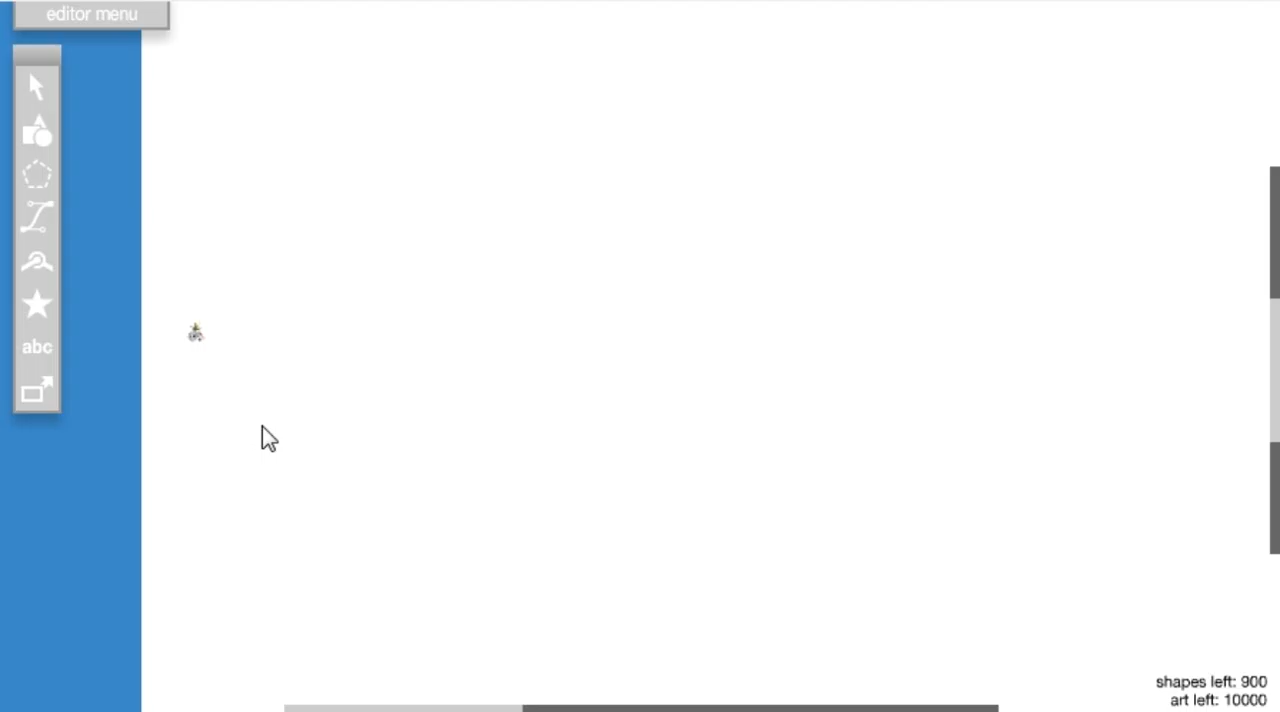 editor menu
abc
shapes left: 900
art left: 10000